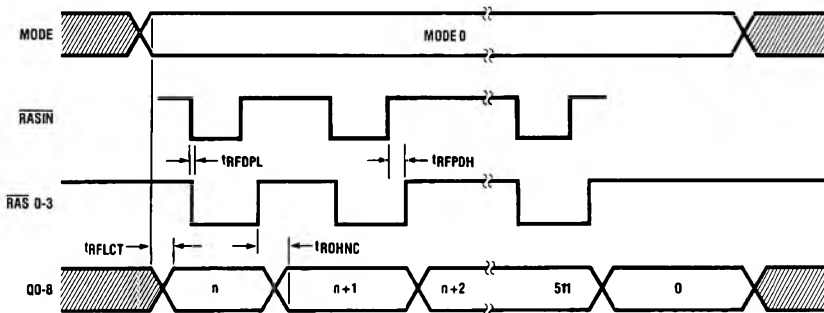 MODE
MODE 0
RASIN
tRFDPL
tRFPDH
RAS 0-3
tRFLCT
tROHNC
Q0-8
n
n+1
n+2
511
0